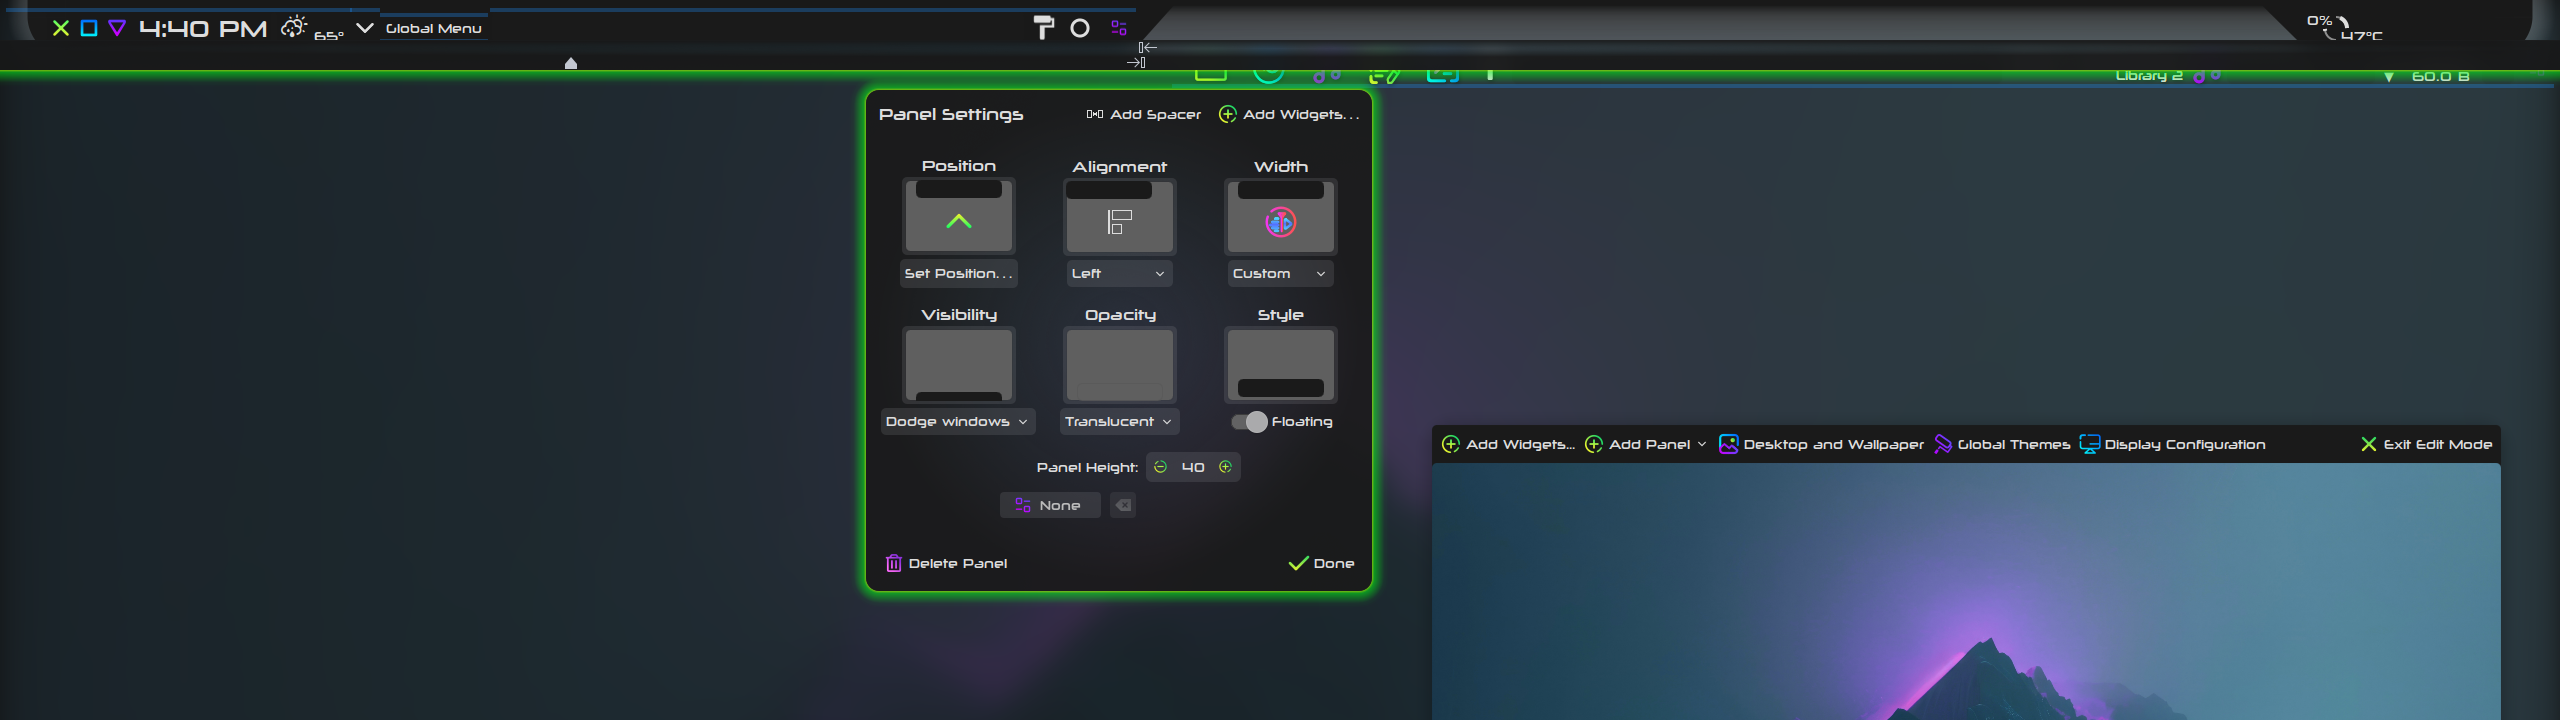 4:40 PM
65°
Global Menu
0%
47°C
Library 2
60.0 B
Panel Settings
Add Spacer
Add Widgets...
Position
Alignment
Width
Set Position...
Left
Custom
Visibility
Opacity
Style
Dodge windows
Translucent
Floating
Panel Height:
40
None
Delete Panel
Done
Add Widgets...
Add Panel
Desktop and Wallpaper
Global Themes
Display Configuration
Exit Edit Mode